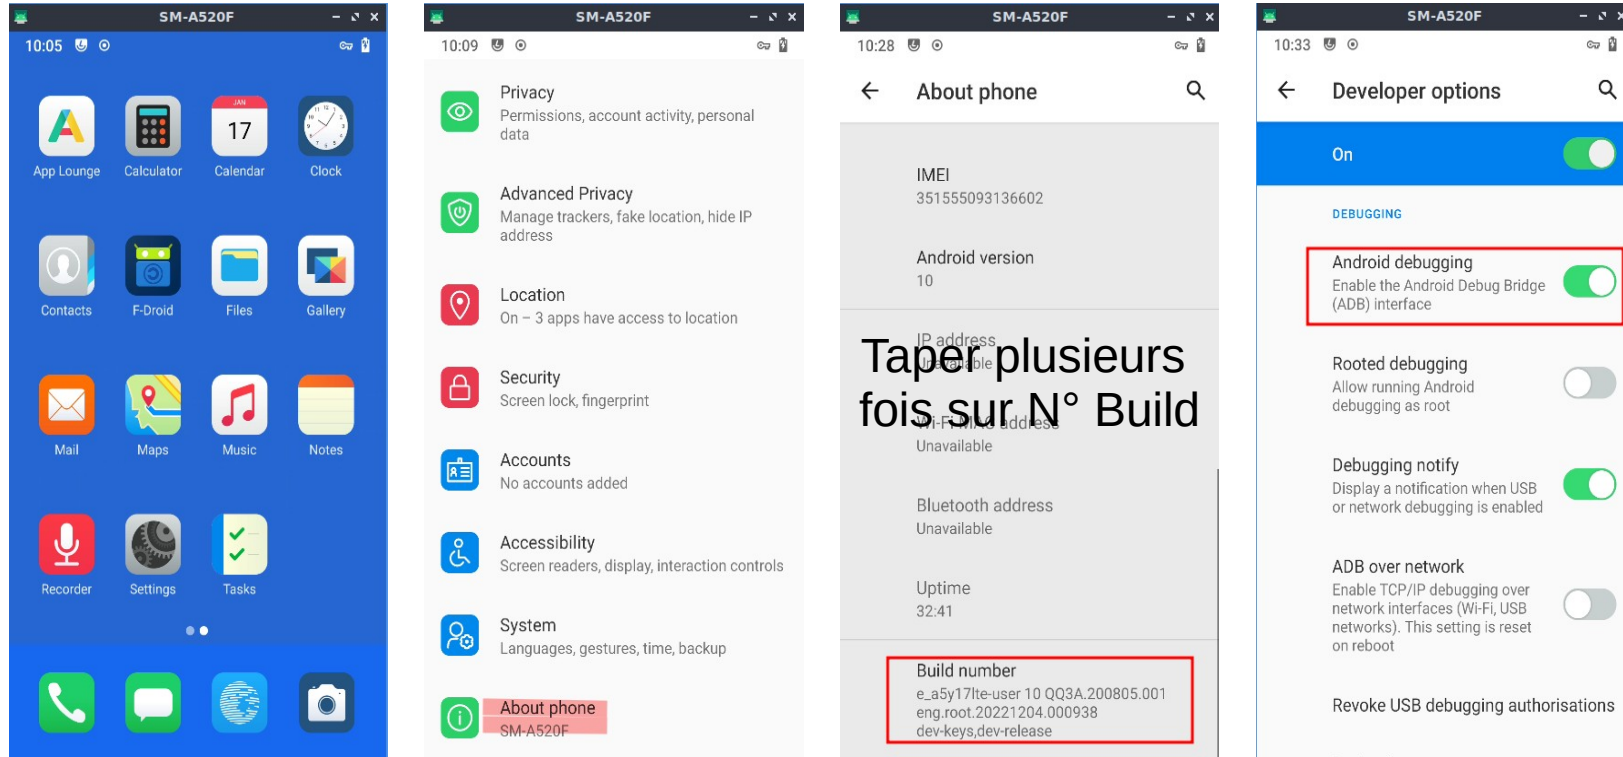 SM-A520F
10:05
App Lounge
Calculator
JAN
17
Calendar
Clock
Contacts
F-Droid
Files
Gallery
Mail
Maps
Music
Notes
Recorder
Settings
Tasks
SM-A520F
10:09
Privacy
Permissions, account activity, personal
data
Advanced Privacy
Manage trackers, fake location, hide IP
address
Location
On – 3 apps have access to location
Security
Screen lock, fingerprint
Accounts
No accounts added
Accessibility
Screen readers, display, interaction controls
System
Languages, gestures, time, backup
About phone
SM-A520F
SM-A520F
10:28
About phone
IMEI
351555093136602
Android version
10
IP address
Unavailable
Taper plusieurs
fois sur N° Build
Wi-Fi MAC address
Unavailable
Bluetooth address
Unavailable
Uptime
32:41
Build number
e_a5y17lte-user 10 QQ3A.200805.001
eng.root.20221204.000938
dev-keys,dev-release
SM-A520F
10:33
Developer options
On
DEBUGGING
Android debugging
Enable the Android Debug Bridge
(ADB) interface
Rooted debugging
Allow running Android
debugging as root
Debugging notify
Display a notification when USB
or network debugging is enabled
ADB over network
Enable TCP/IP debugging over
network interfaces (Wi-Fi, USB
networks). This setting is reset
on reboot
Revoke USB debugging authorisations